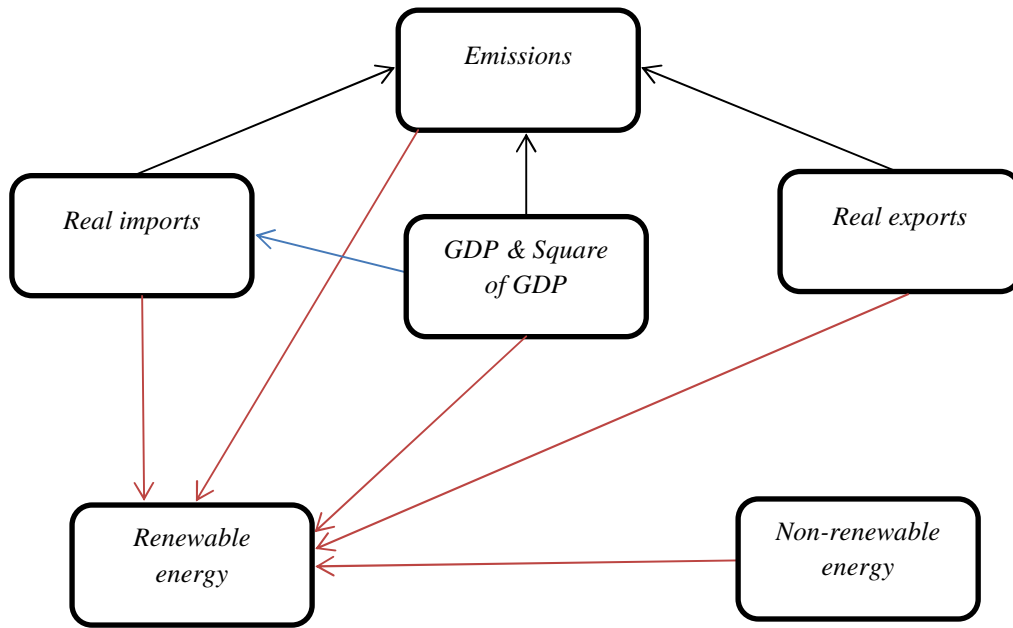 Emissions
Real imports
GDP & Square
of GDP
Real exports
Renewable
energy
Non-renewable
energy